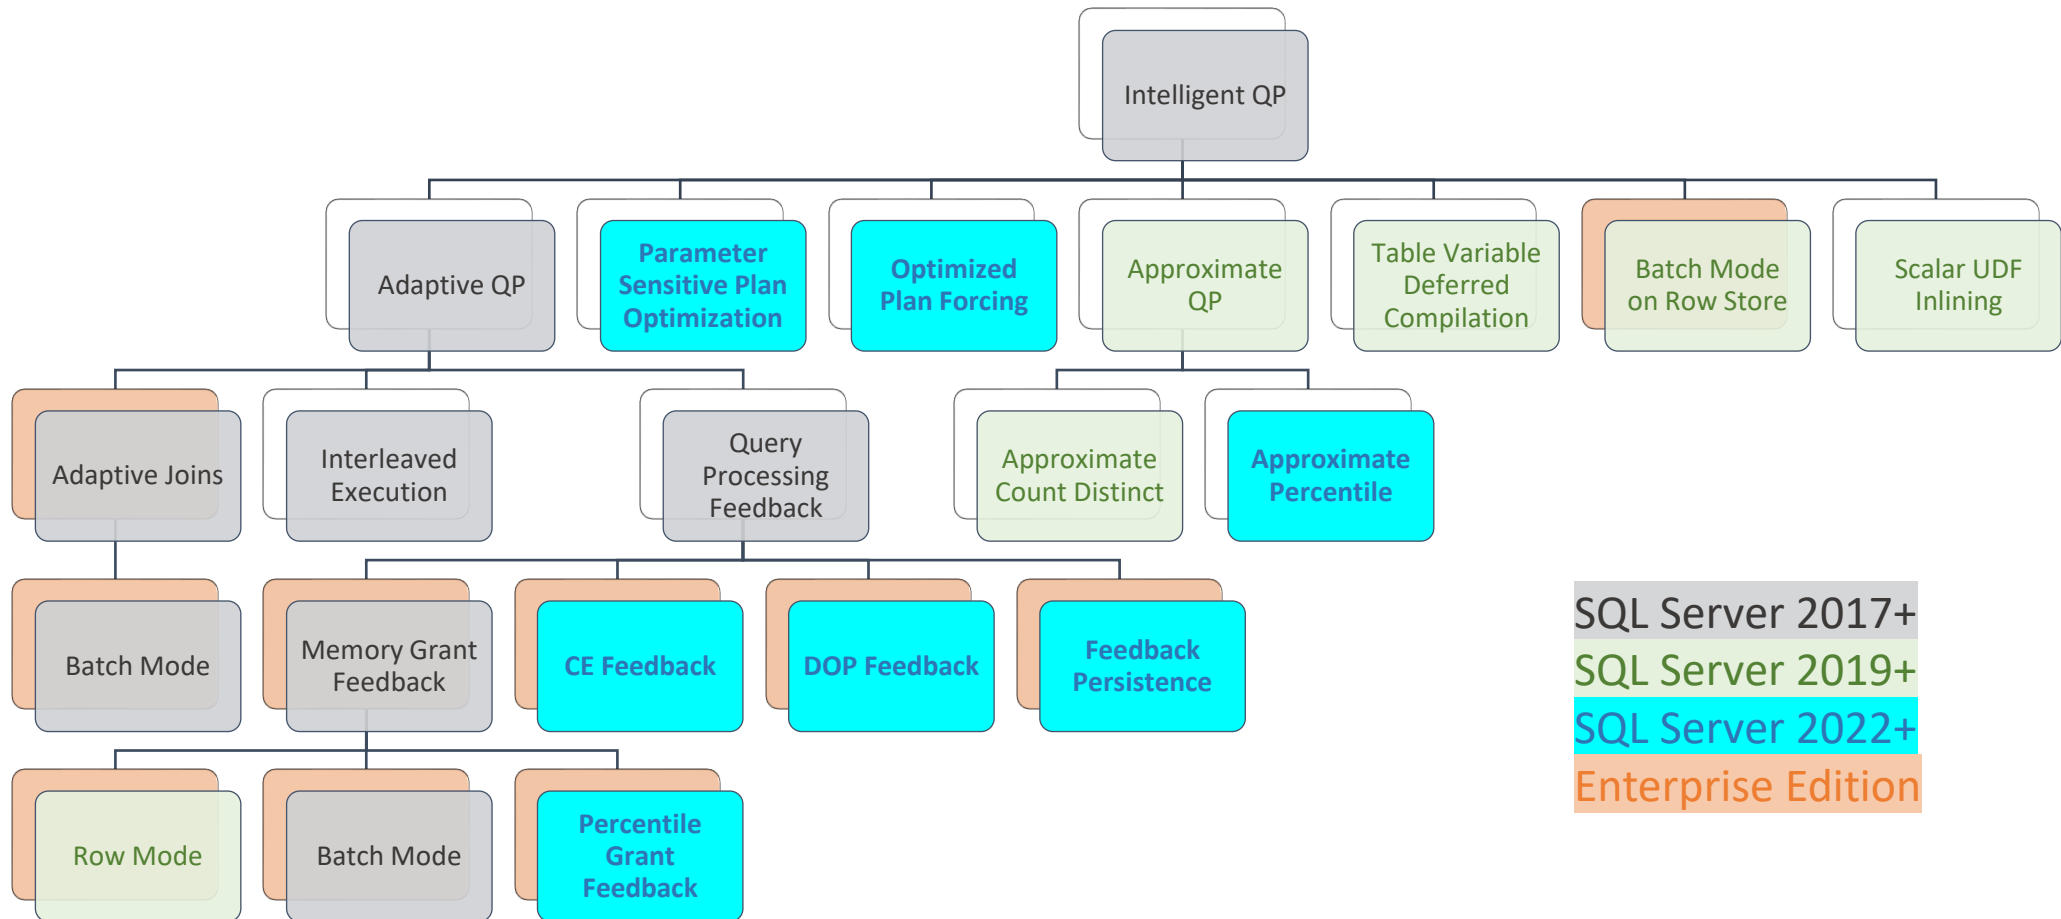 Intelligent QP
Adaptive QP
Parameter
Sensitive Plan
Optimization
Optimized
Plan Forcing
Approximate
QP
Table Variable
Deferred
Compilation
Batch Mode
on Row Store
Scalar UDF
Inlining
Adaptive Joins
Interleaved
Execution
Query
Processing
Feedback
Approximate
Count Distinct
Approximate
Percentile
Batch Mode
Memory Grant
Feedback
CE Feedback
DOP Feedback
Feedback
Persistence
Row Mode
Batch Mode
Percentile
Grant
Feedback
SQL Server 2017+
SQL Server 2019+
SQL Server 2022+
Enterprise Edition